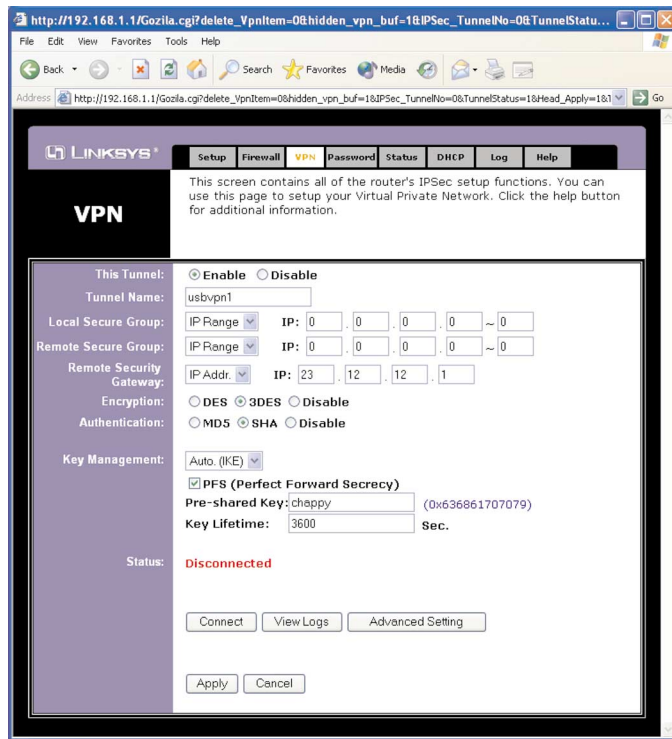 http://192.168.1.1/Gozila.cgi?delete_VpnItem=0&hidden_vpn_buf=1&IPSec_TunnelNo=0&TunnelStatu...
File Edit View Favorites Tools Help
Back Search Favorites Media
Address http://192.168.1.1/Gozila.cgi?delete_VpnItem=0&hidden_vpn_buf=1&IPSec_TunnelNo=0&TunnelStatus=1&Head_Apply=1&1 Go
LINKSYS®
Setup Firewall VPN Password Status DHCP Log Help
VPN
This screen contains all of the router's IPSec setup functions. You can
use this page to setup your Virtual Private Network. Click the help button
for additional information.
This Tunnel: Enable Disable
Tunnel Name: usbvpn1
Local Secure Group: IP Range IP: 0 . 0 . 0 . 0 ~ 0
Remote Secure Group: IP Range IP: 0 . 0 . 0 . 0 ~ 0
Remote Security
Gateway: IP Addr. IP: 23 . 12 . 12 . 1
Encryption: DES 3DES Disable
Authentication: MD5 SHA Disable
Key Management: Auto. (IKE)
PFS (Perfect Forward Secrecy)
Pre-shared Key: chappy (0x636861707079)
Key Lifetime: 3600 Sec.
Status: Disconnected
Connect View Logs Advanced Setting
Apply Cancel